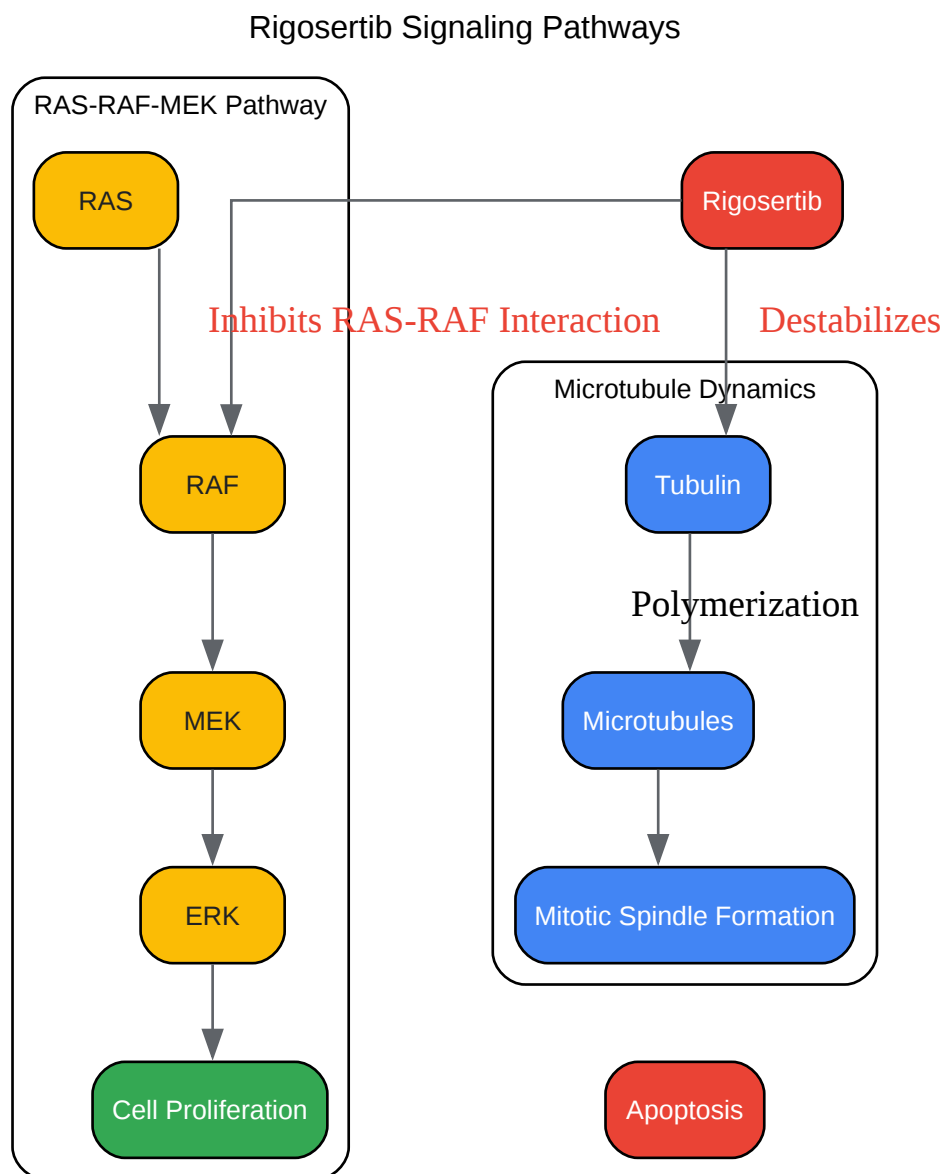 Rigosertib Signaling Pathways
RAS-RAF-MEK Pathway
RAS
Rigosertib
Inhibits RAS-RAF Interaction
Destabilizes
Microtubule Dynamics
RAF
Tubulin
Polymerization
MEK
Microtubules
ERK
Mitotic Spindle Formation
Cell Proliferation
Apoptosis